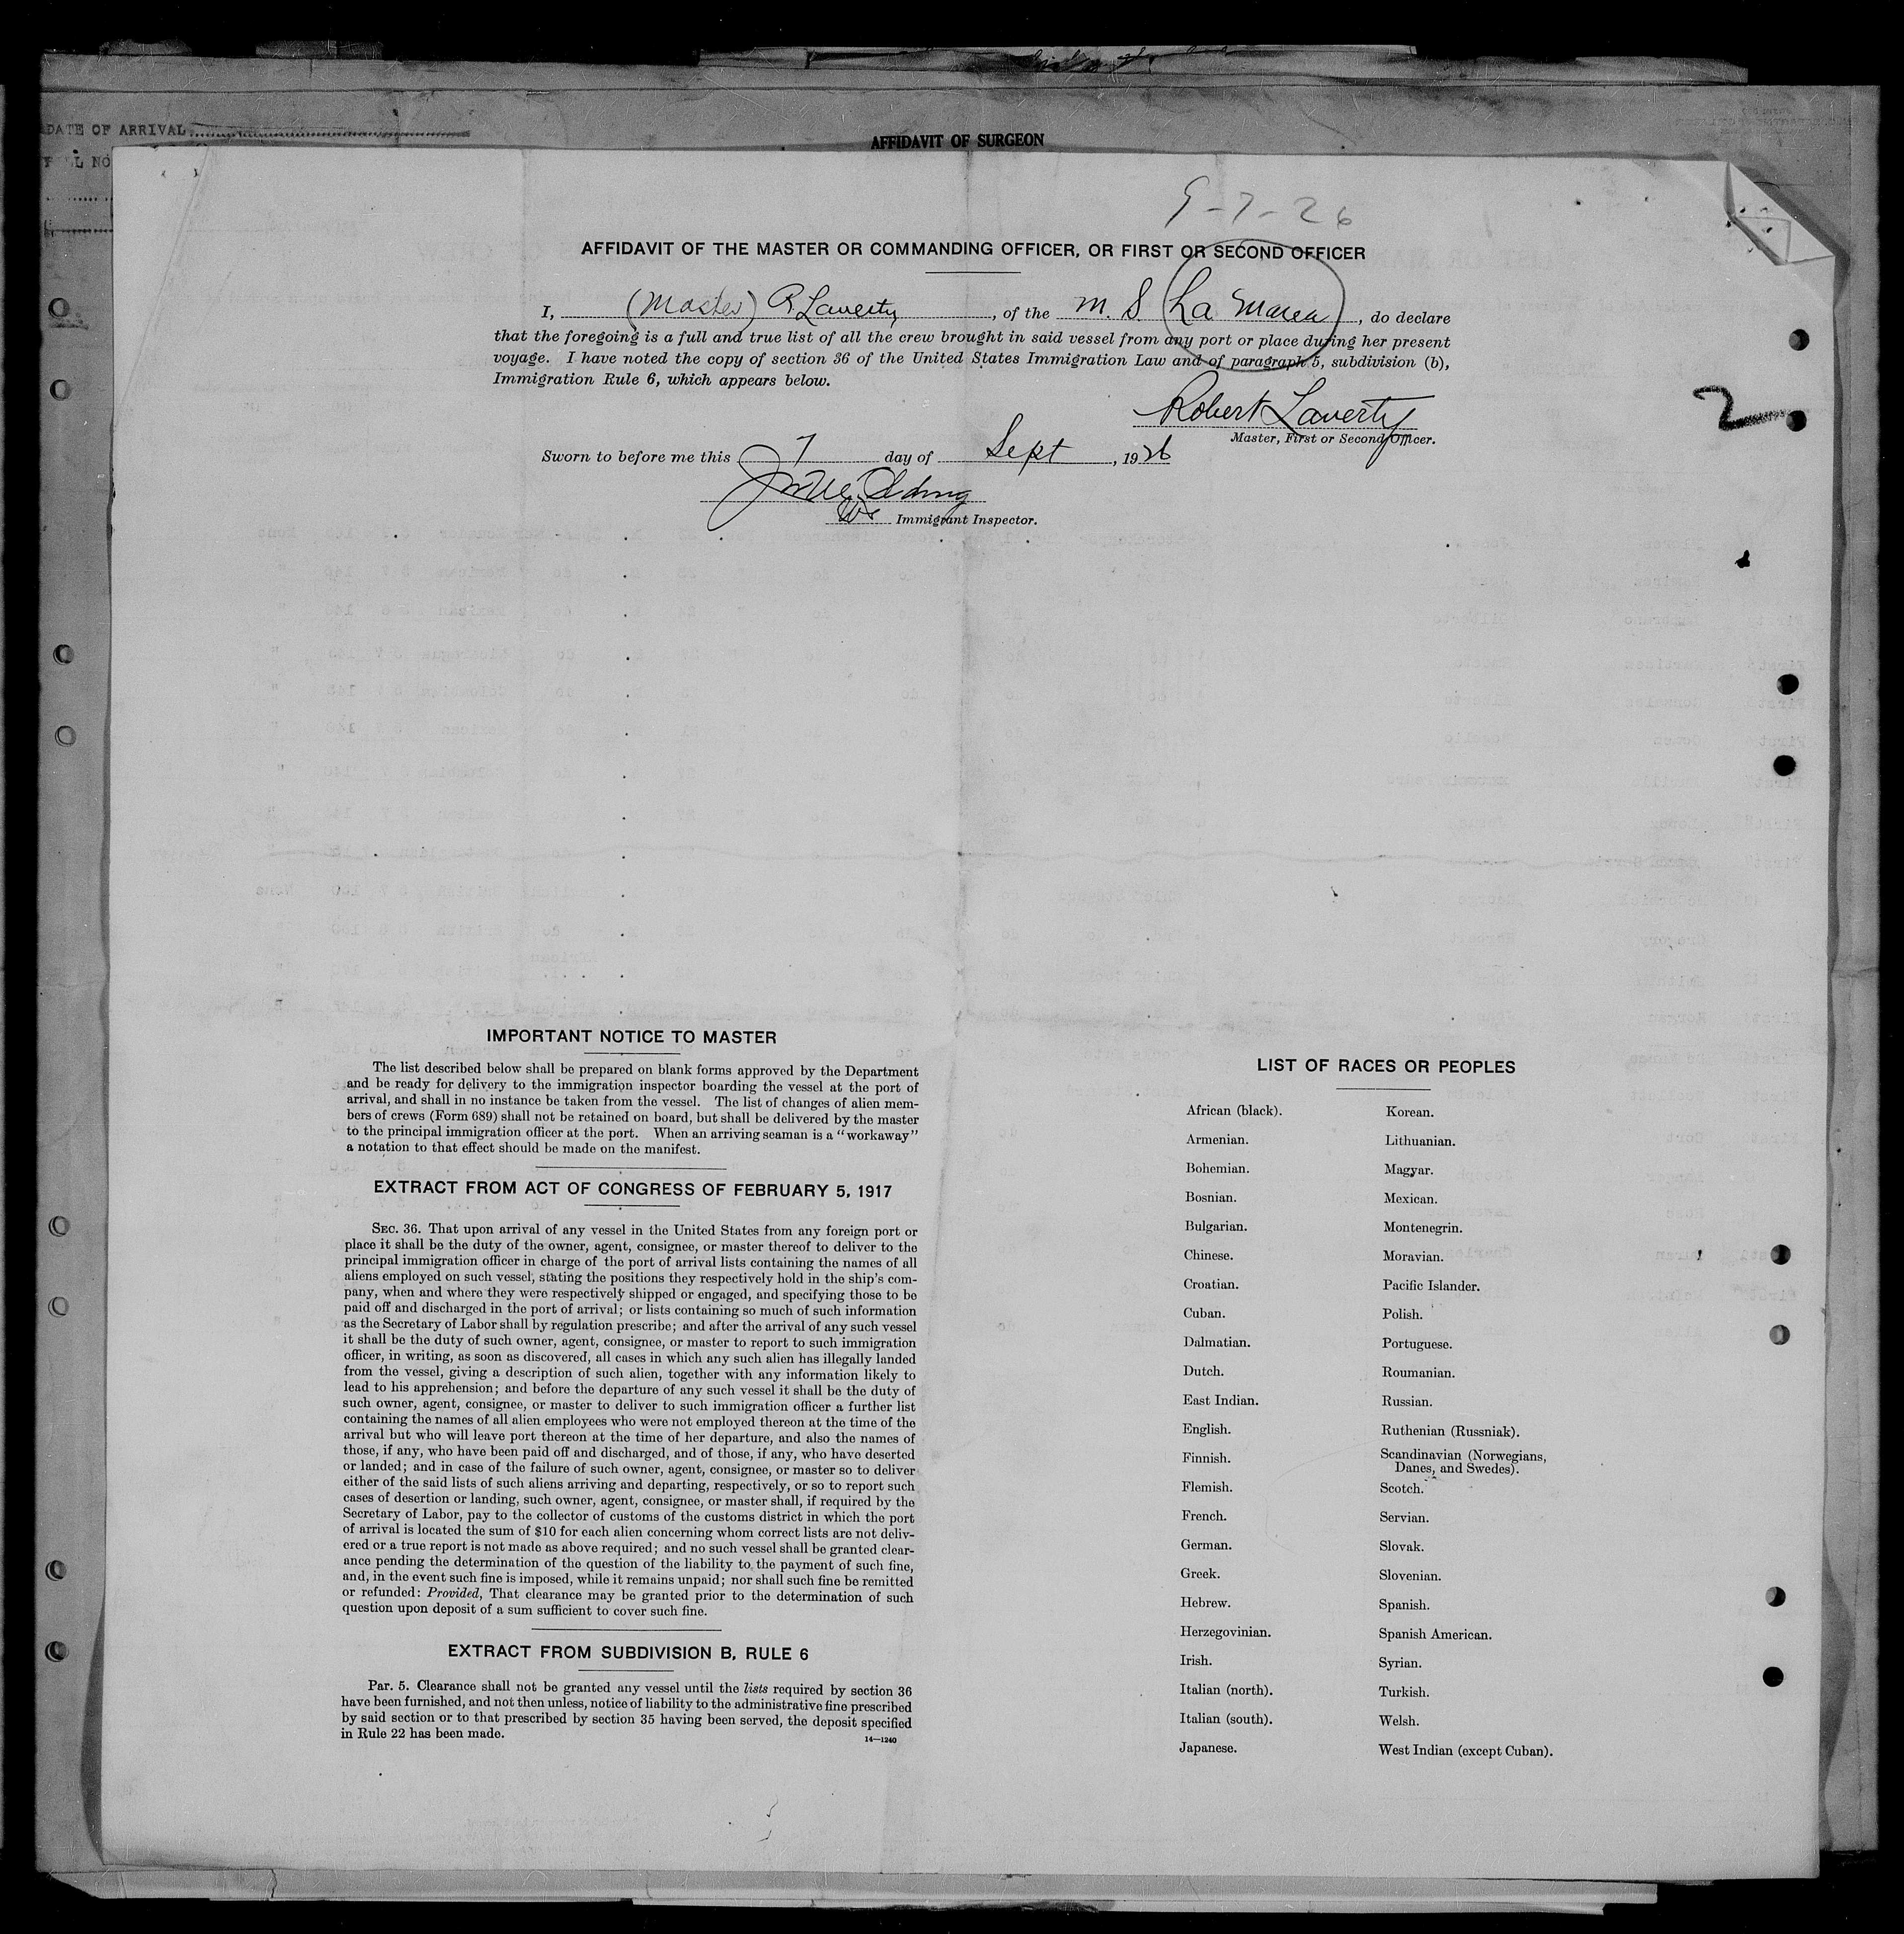 DATE OF ARRIVAL
AFFIDAVIT OF SURGEON
9-7-26
AFFIDAVIT OF THE MASTER OR COMMANDING OFFICER, OR FIRST OR SECOND OFFICER
I, (Master) R Laverty, of the M. S. La Marea, do declare
that the foregoing is a full and true list of all the crew brought in said vessel from any port or place during her present
voyage. I have noted the copy of section 36 of the United States Immigration Law and of paragraph 5, subdivision (b),
Immigration Rule 6, which appears below.
Robert Laverty
Master, First or Second Officer.
2
Sworn to before me this 7 day of Sept, 1926
Immigrant Inspector.
IMPORTANT NOTICE TO MASTER
The list described below shall be prepared on blank forms approved by the Department
and be ready for delivery to the immigration inspector boarding the vessel at the port of
arrival, and shall in no instance be taken from the vessel. The list of changes of alien mem-
bers of crews (Form 689) shall not be retained on board, but shall be delivered by the master
to the principal immigration officer at the port. When an arriving seaman is a "workaway"
a notation to that effect should be made on the manifest.
EXTRACT FROM ACT OF CONGRESS OF FEBRUARY 5, 1917
SEC. 36. That upon arrival of any vessel in the United States from any foreign port or
place it shall be the duty of the owner, agent, consignee, or master thereof to deliver to the
principal immigration officer in charge of the port of arrival lists containing the names of all
aliens employed on such vessel, stating the positions they respectively hold in the ship's com-
pany, when and where they were respectively shipped or engaged, and specifying those to be
paid off and discharged in the port of arrival; or lists containing so much of such information
as the Secretary of Labor shall by regulation prescribe; and after the arrival of any such vessel
it shall be the duty of such owner, agent, consignee, or master to report to such immigration
officer, in writing, as soon as discovered, all cases in which any such alien has illegally landed
from the vessel, giving a description of such alien, together with any information likely to
lead to his apprehension; and before the departure of any such vessel it shall be the duty of
such owner, agent, consignee, or master to deliver to such immigration officer a further list
containing the names of all alien employees who were not employed thereon at the time of the
arrival but who will leave port thereon at the time of her departure, and also the names of
those, if any, who have been paid off and discharged, and of those, if any, who have deserted
or landed; and in case of the failure of such owner, agent, consignee, or master so to deliver
either of the said lists of such aliens arriving and departing, respectively, or so to report such
cases of desertion or landing, such owner, agent, consignee, or master shall, if required by the
Secretary of Labor, pay to the collector of customs of the customs district in which the port
of arrival is located the sum of $10 for each alien concerning whom correct lists are not deliv-
ered or a true report is not made as above required; and no such vessel shall be granted clear-
ance pending the determination of the question of the liability to the payment of such fine,
and, in the event such fine is imposed, while it remains unpaid; nor shall such fine be remitted
or refunded: Provided, That clearance may be granted prior to the determination of such
question upon deposit of a sum sufficient to cover such fine.
EXTRACT FROM SUBDIVISION B, RULE 6
Par. 5. Clearance shall not be granted any vessel until the lists required by section 36
have been furnished, and not then unless, notice of liability to the administrative fine prescribed
by said section or to that prescribed by section 35 having been served, the deposit specified
in Rule 22 has been made.
14—1240
LIST OF RACES OR PEOPLES
African (black).
Armenian.
Bohemian.
Bosnian.
Bulgarian.
Chinese.
Croatian.
Cuban.
Dalmatian.
Dutch.
East Indian.
English.
Finnish.
Flemish.
French.
German.
Greek.
Hebrew.
Herzegovinian.
Irish.
Italian (north).
Italian (south).
Japanese.
Korean.
Lithuanian.
Magyar.
Mexican.
Montenegrin.
Moravian.
Pacific Islander.
Polish.
Portuguese.
Roumanian.
Russian.
Ruthenian (Russniak).
Scandinavian (Norwegians,
Danes, and Swedes).
Scotch.
Servian.
Slovak.
Slovenian.
Spanish.
Spanish American.
Syrian.
Turkish.
Welsh.
West Indian (except Cuban).